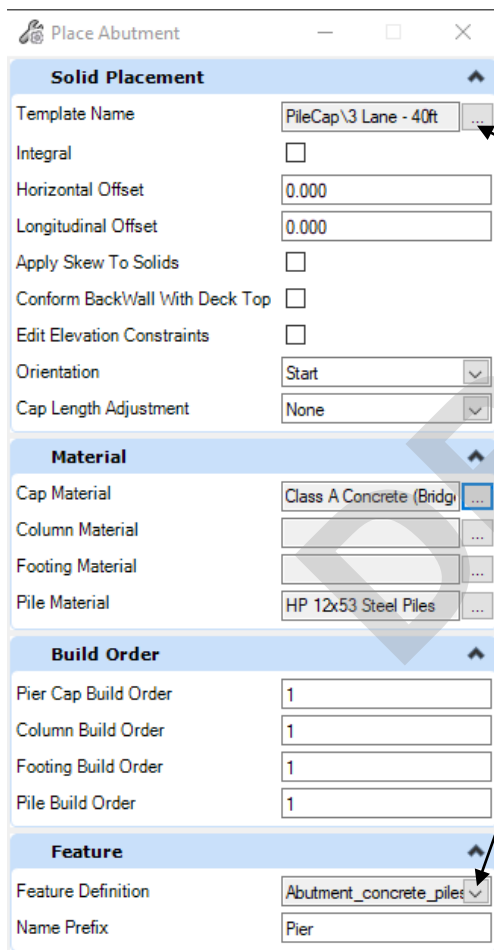 Place Abutment
Solid Placement
Template Name PileCap\3 Lane - 40ft ...
Integral
Horizontal Offset 0.000
Longitudinal Offset 0.000
Apply Skew To Solids
Conform BackWall With Deck Top
Edit Elevation Constraints
Orientation Start
Cap Length Adjustment None
Material
Cap Material Class A Concrete (Bridge ...
Column Material ...
Footing Material ...
Pile Material HP 12x53 Steel Piles ...
Build Order
Pier Cap Build Order 1
Column Build Order 1
Footing Build Order 1
Pile Build Order 1
Feature
Feature Definition Abutment_concrete_piles
Name Prefix Pier